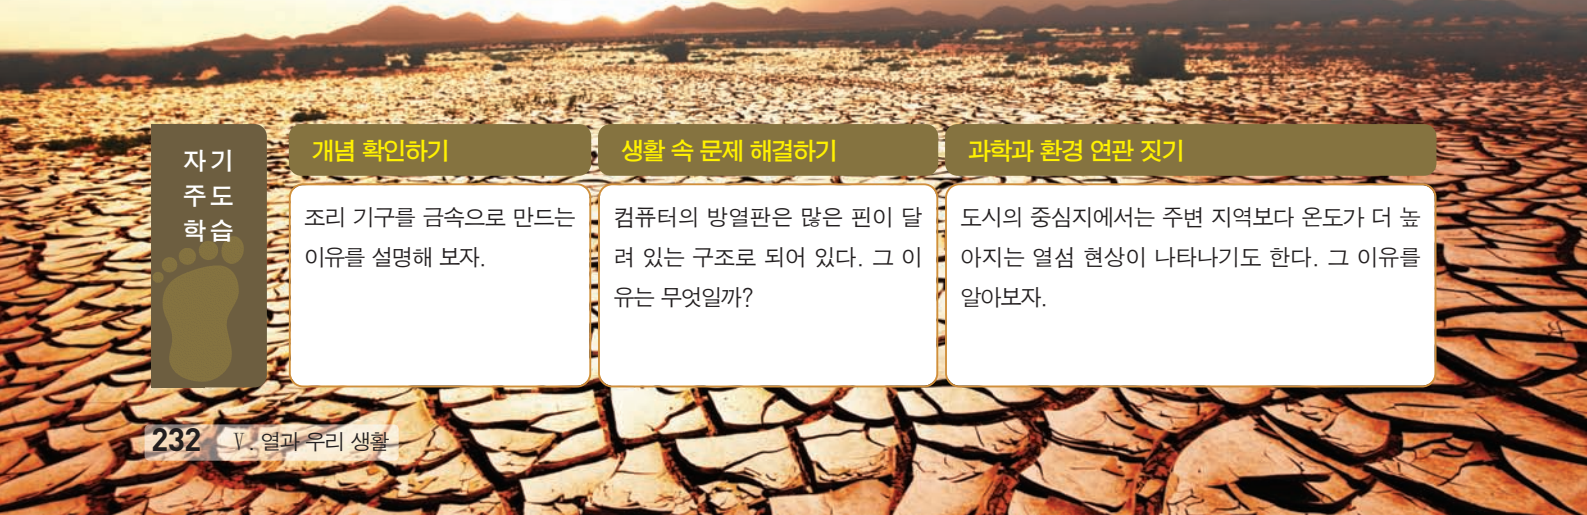 자기
주도
학습
개념 확인하기
조리 기구를 금속으로 만드는
이유를 설명해 보자.
생활 속 문제 해결하기
컴퓨터의 방열판은 많은 핀이 달
려 있는 구조로 되어 있다. 그 이
유는 무엇일까?
과학과 환경 연관 짓기
도시의 중심지에서는 주변 지역보다 온도가 더 높
아지는 열섬 현상이 나타나기도 한다. 그 이유를
알아보자.
232 Ⅴ. 열과 우리 생활